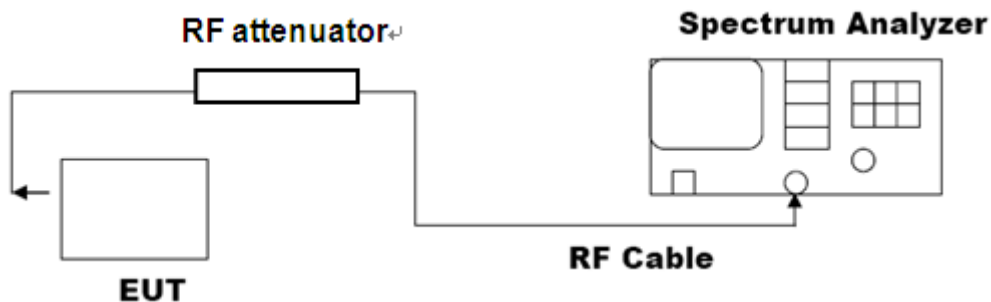 RF attenuator↵
Spectrum Analyzer
RF Cable
EUT